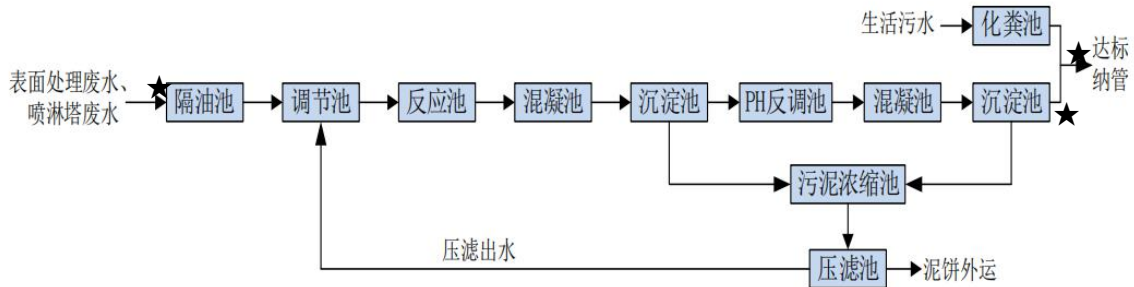 生活污水
化粪池
达标
纳管
表面处理废水、
喷淋塔废水
隔油池
调节池
反应池
混凝池
沉淀池
PH反调池
混凝池
沉淀池
污泥浓缩池
压滤出水
压滤池
泥饼外运